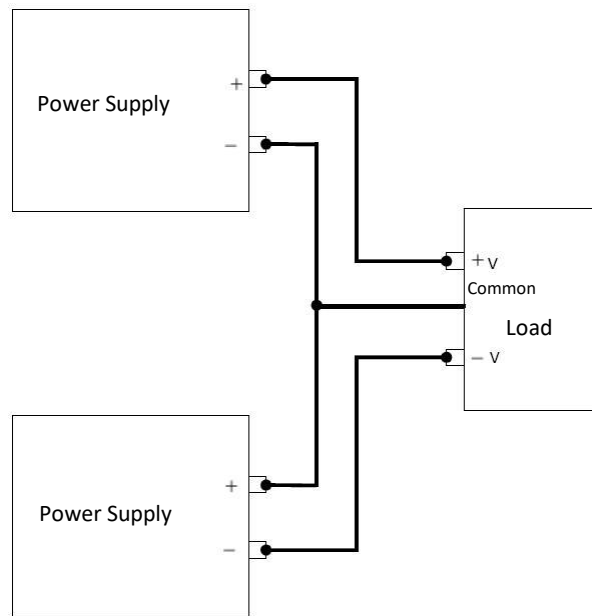 Power Supply
+
−
+ V
Common
Load
− V
Power Supply
+
−